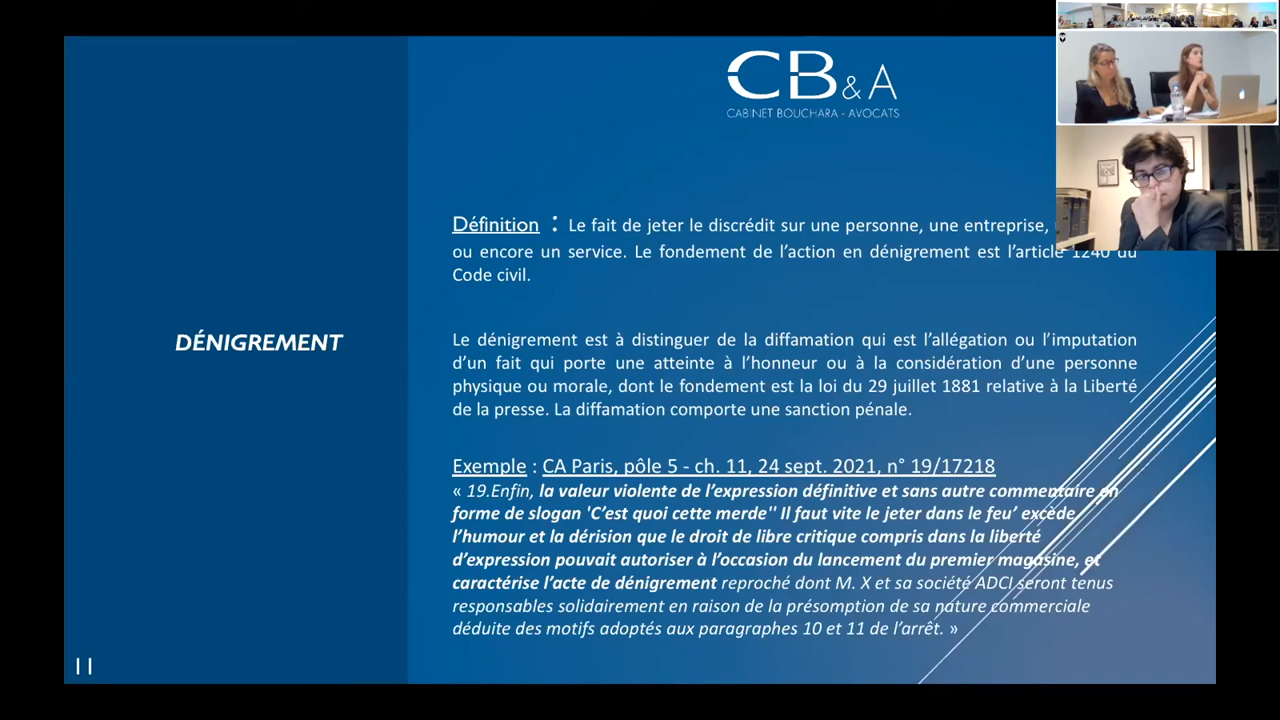 CB & A
CABINET BOUCHARA - AVOCATS
Définition : Le fait de jeter le discrédit sur une personne, une entreprise,
ou encore un service. Le fondement de l’action en dénigrement est l’article 1240 du
Code civil.
DÉNIGREMENT
Le dénigrement est à distinguer de la diffamation qui est l’allégation ou l’imputation
d’un fait qui porte une atteinte à l’honneur ou à la considération d’une personne
physique ou morale, dont le fondement est la loi du 29 juillet 1881 relative à la Liberté
de la presse. La diffamation comporte une sanction pénale.
Exemple : CA Paris, pôle 5 - ch. 11, 24 sept. 2021, n° 19/17218
« 19.Enfin, la valeur violente de l’expression définitive et sans autre commentaire en
forme de slogan 'C’est quoi cette merde'' Il faut vite le jeter dans le feu’ excède
l’humour et la dérision que le droit de libre critique compris dans la liberté
d’expression pouvait autoriser à l’occasion du lancement du premier magasine, et
caractérise l’acte de dénigrement reproché dont M. X et sa société ADCI seront tenus
responsables solidairement en raison de la présomption de sa nature commerciale
déduite des motifs adoptés aux paragraphes 10 et 11 de l’arrêt. »
11